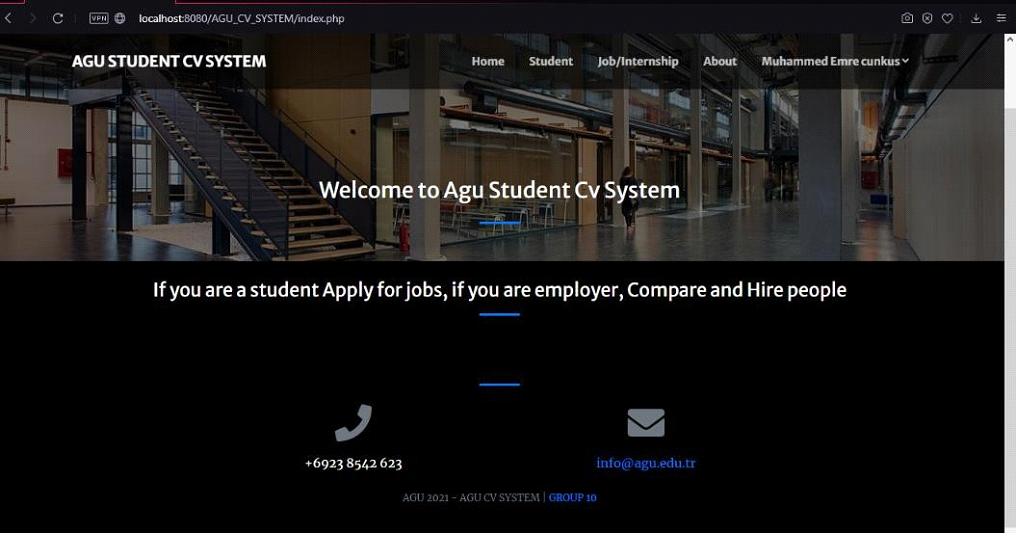 VPN localhost:8080/AGU_CV_SYSTEM/index.php
AGU STUDENT CV SYSTEM Home Student Job/Internship About Muhammed Emre cunkus
Welcome to Agu Student Cv System
If you are a student Apply for jobs, if you are employer, Compare and Hire people
+6923 8542 623 info@agu.edu.tr
AGU 2021 - AGU CV SYSTEM | GROUP 10